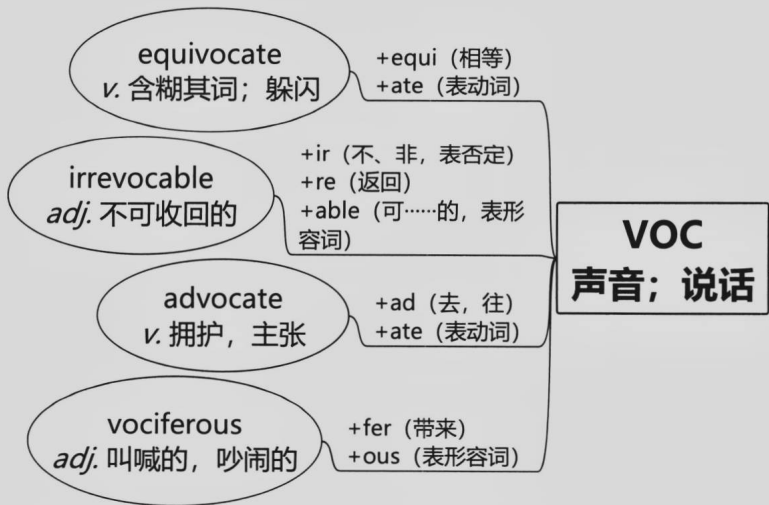 equivocate
v. 含糊其词；躲闪
+equi（相等）
+ate（表动词）
irrevocable
adj. 不可收回的
+ir（不、非，表否定）
+re（返回）
+able（可……的，表形
容词）
advocate
v. 拥护，主张
+ad（去，往）
+ate（表动词）
vociferous
adj. 叫喊的，吵闹的
+fer（带来）
+ous（表形容词）
VOC
声音；说话